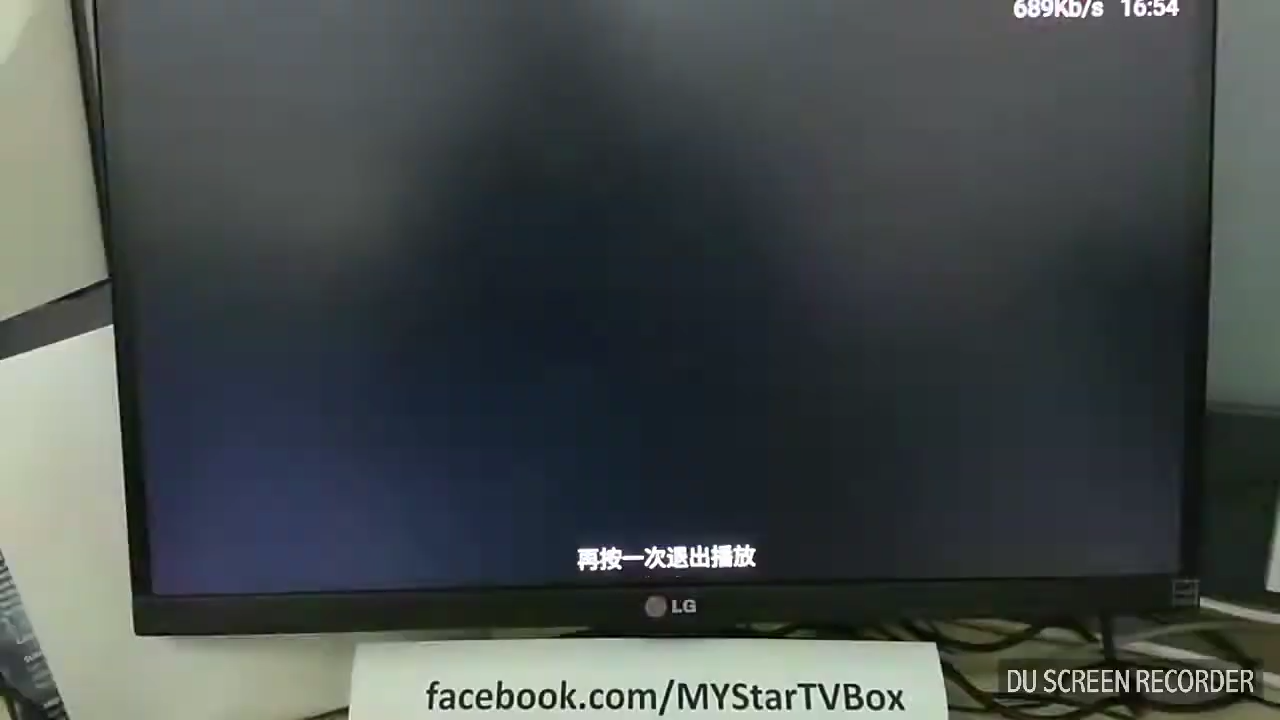 689Kb/s 16:54
再按一次退出播放
LG
facebook.com/MYStarTVBox
DU SCREEN RECORDER